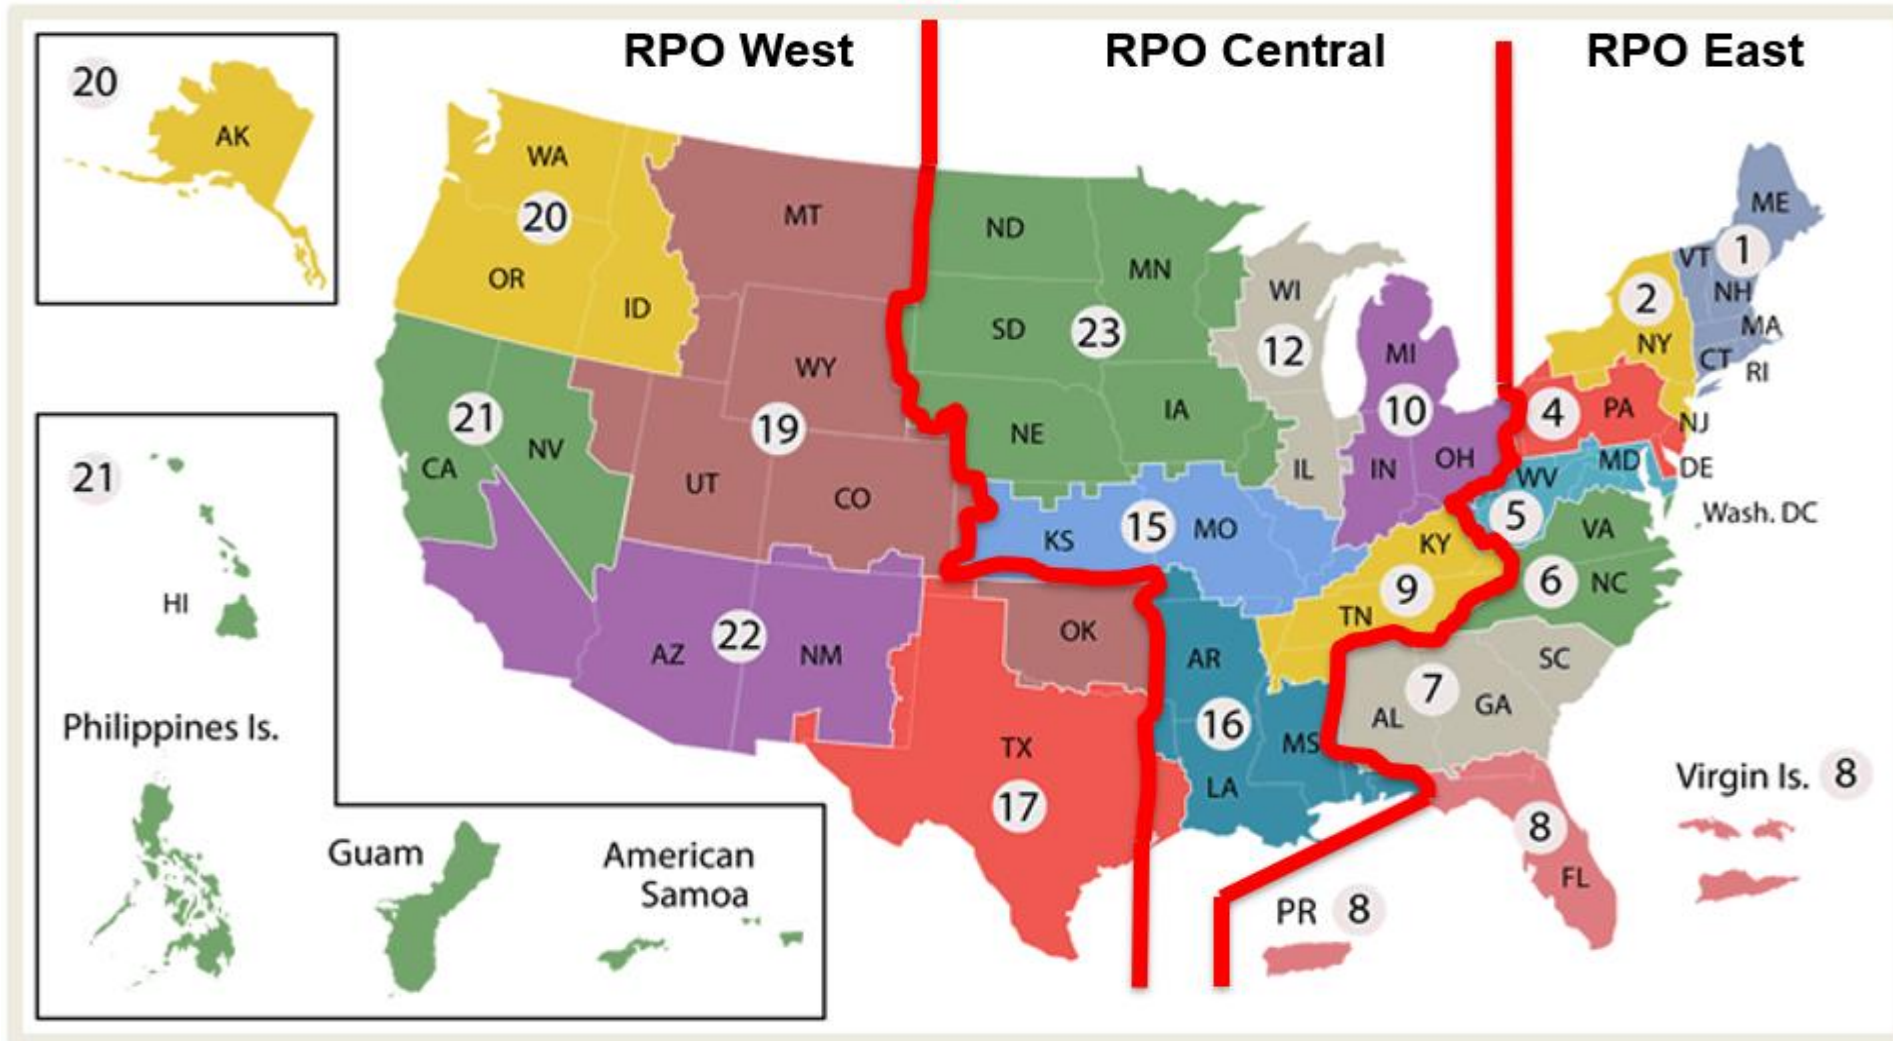 RPO West
RPO Central
RPO East
20
AK
WA
20
OR
ID
MT
WY
21
CA
NV
19
UT
CO
22
AZ
NM
OK
TX
17
ND
MN
SD
23
NE
IA
WI
12
IL
MI
10
IN
OH
KS
15
MO
KY
9
TN
AR
16
MS
LA
ME
VT
1
NH
MA
CT
RI
2
NY
4
PA
NJ
DE
WV
MD
5
Wash. DC
VA
6
NC
SC
7
GA
AL
8
FL
Virgin Is. 8
PR 8
21
HI
Philippines Is.
Guam
American
Samoa